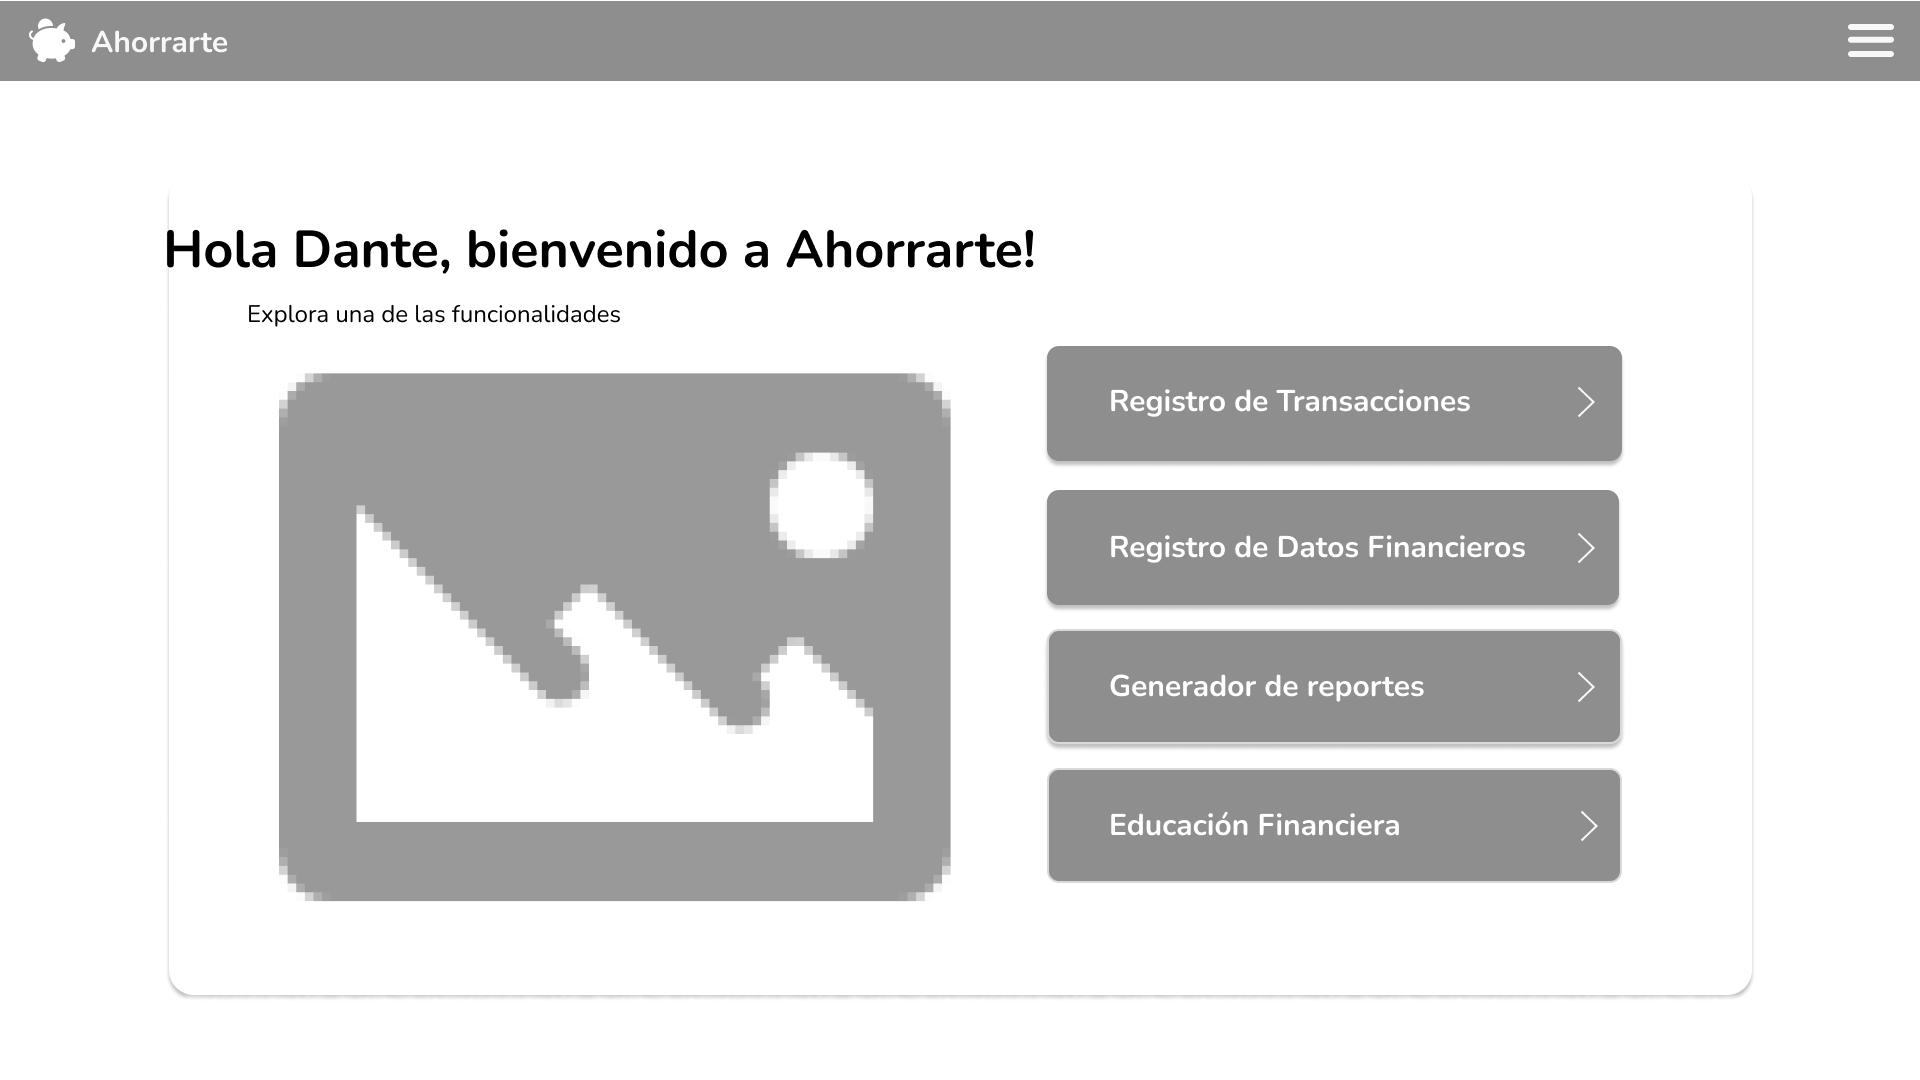 Ahorrarte
Hola Dante, bienvenido a Ahorrarte!
Explora una de las funcionalidades
Registro de Transacciones
Registro de Datos Financieros
Generador de reportes
Educación Financiera